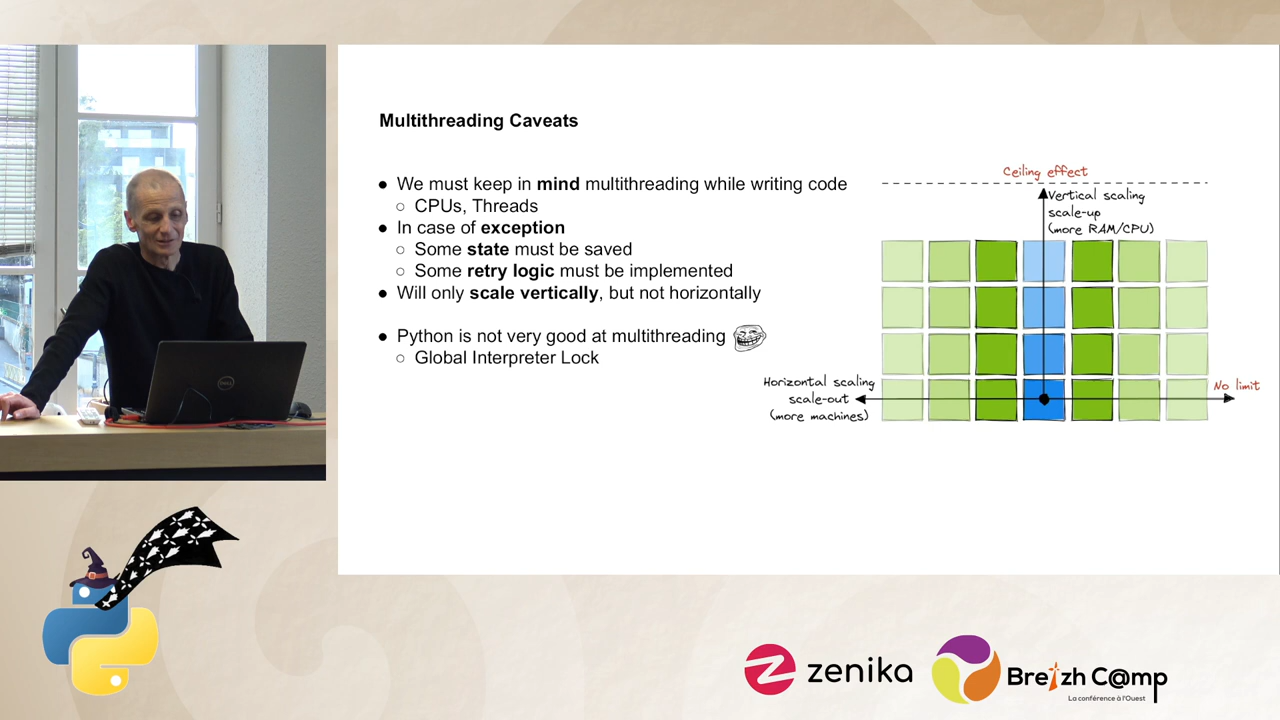 Multithreading Caveats
● We must keep in mind multithreading while writing code
○ CPUs, Threads
● In case of exception
○ Some state must be saved
○ Some retry logic must be implemented
● Will only scale vertically, but not horizontally
● Python is not very good at multithreading
○ Global Interpreter Lock
Ceiling effect
Vertical scaling
scale-up
(more RAM/CPU)
Horizontal scaling
scale-out
(more machines)
No limit
DELL
zenika
Breizh C@mp
La conférence à l'Ouest